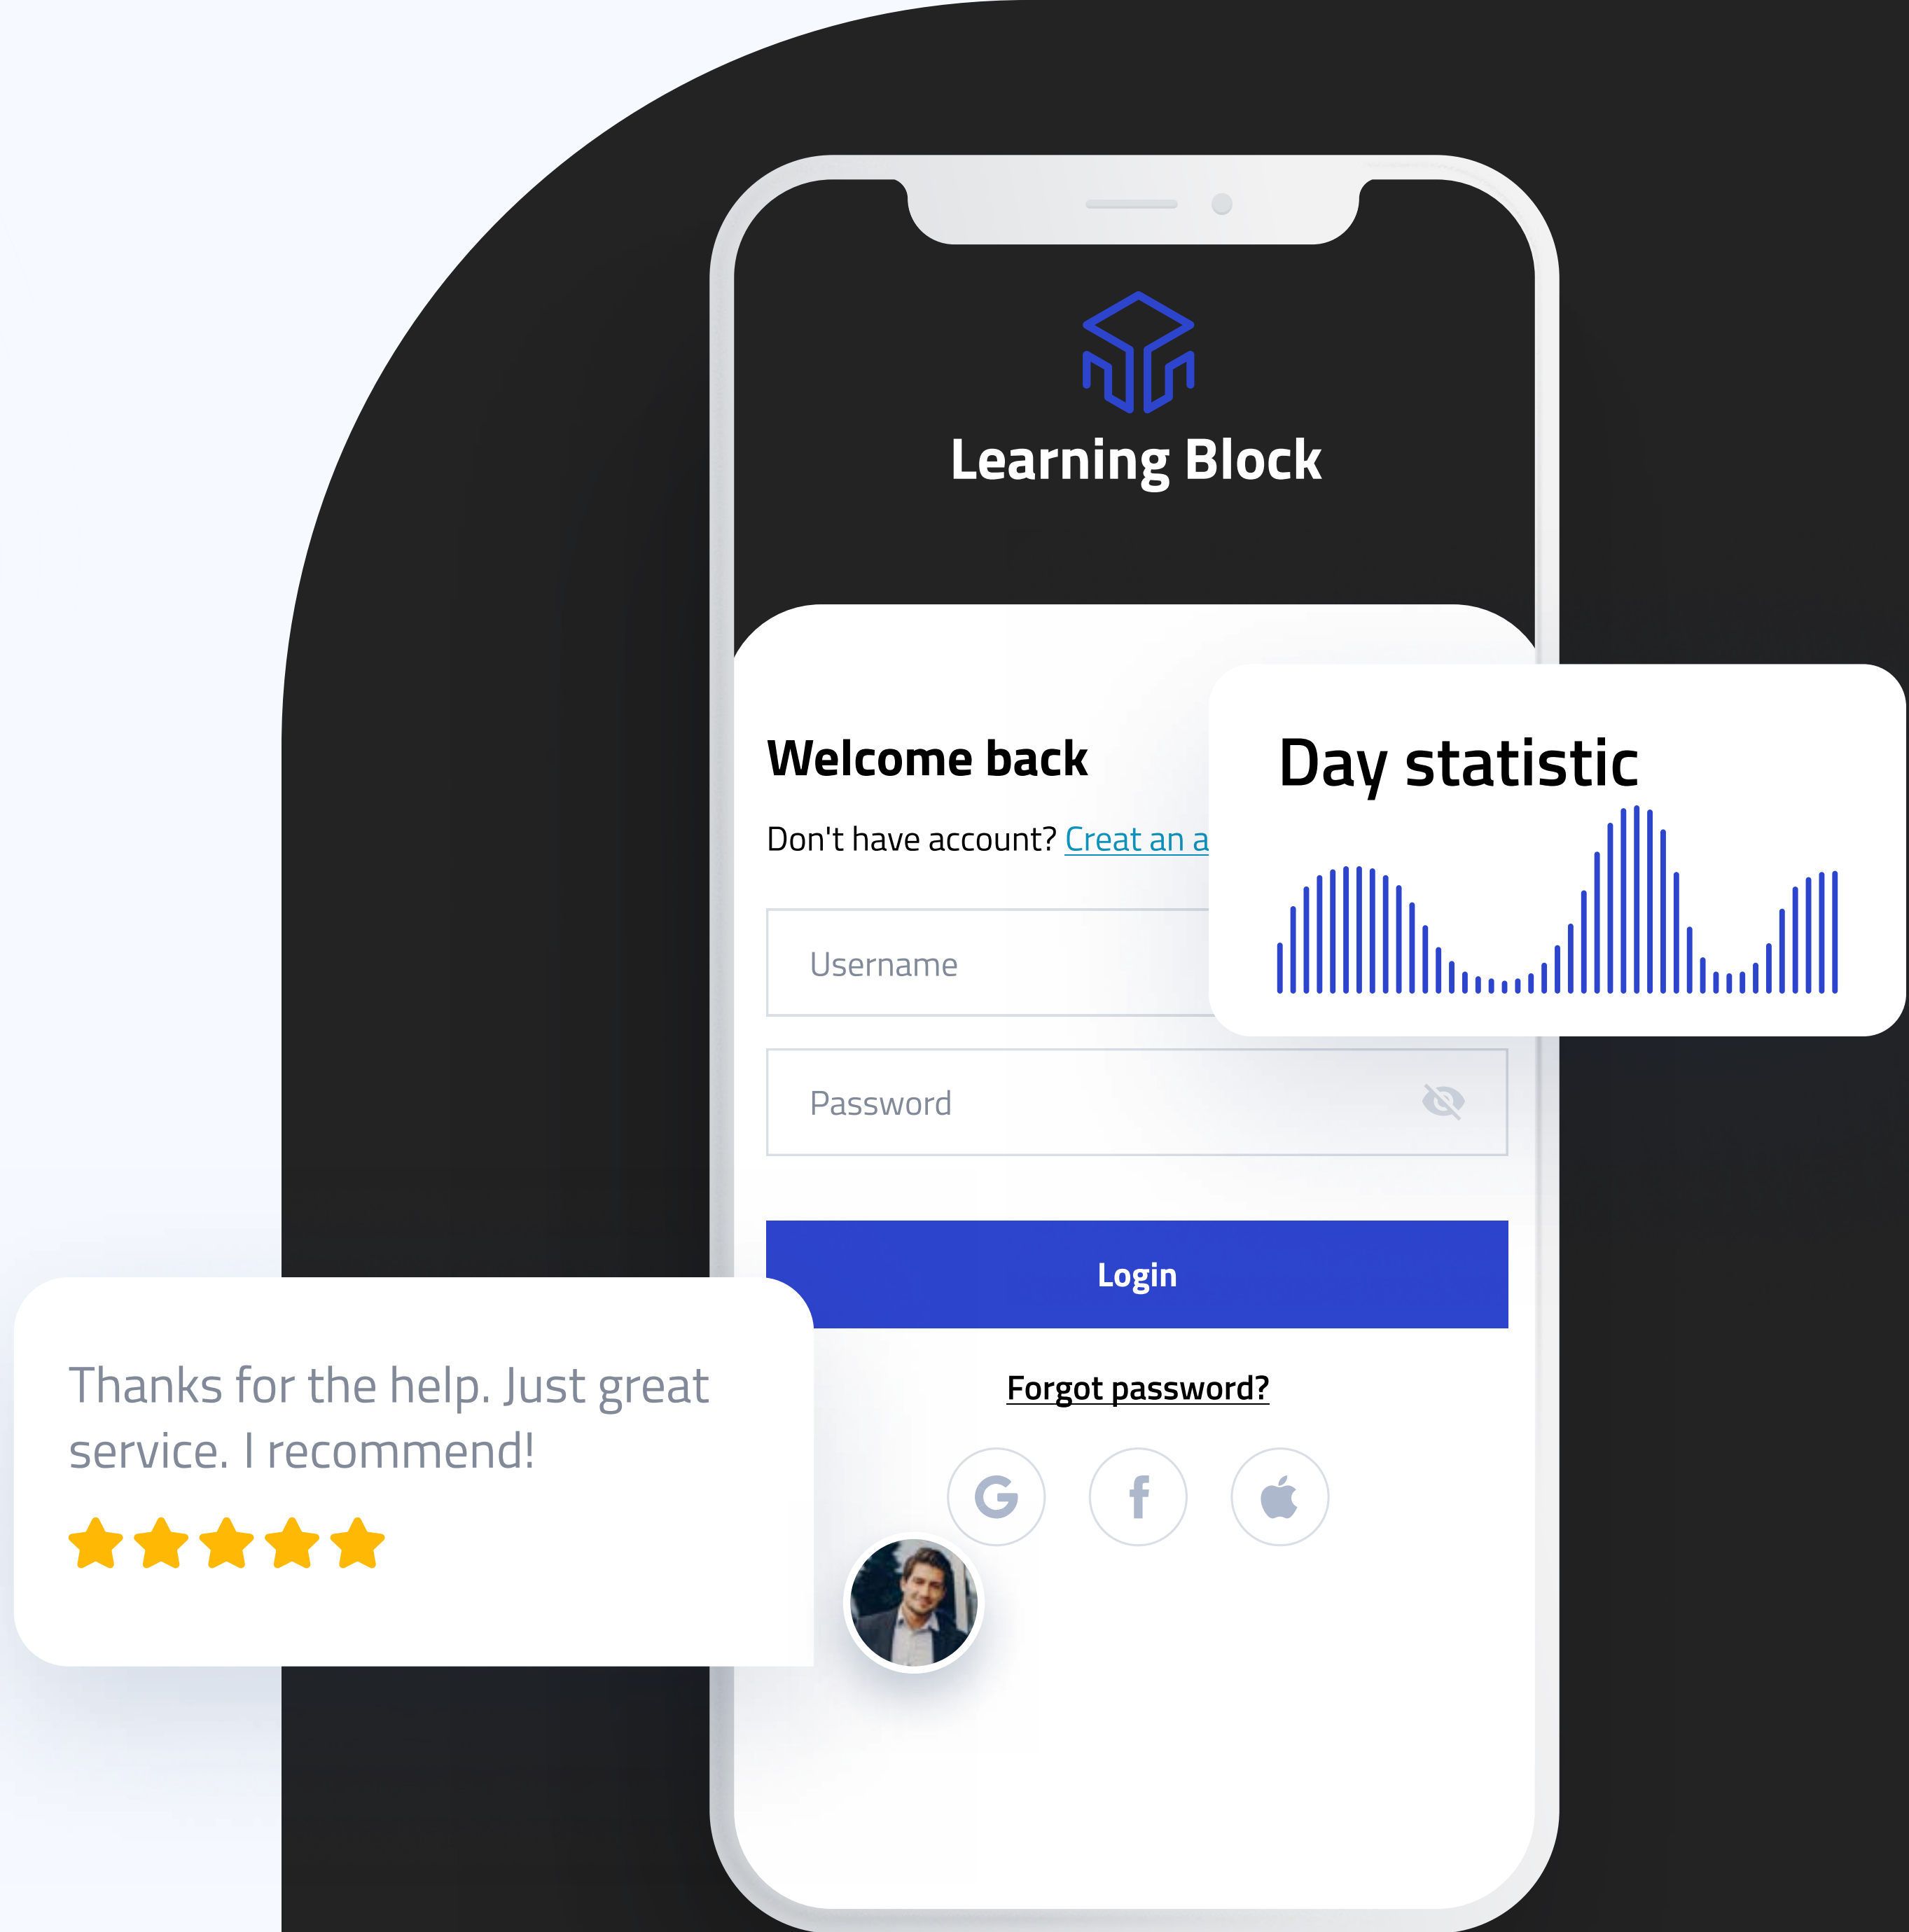 Learning Block
Welcome back
Day statistic
Don't have account? Creat an a
Username
Password
Login
Thanks for the help. Just great
service. I recommend!
Forgot password?